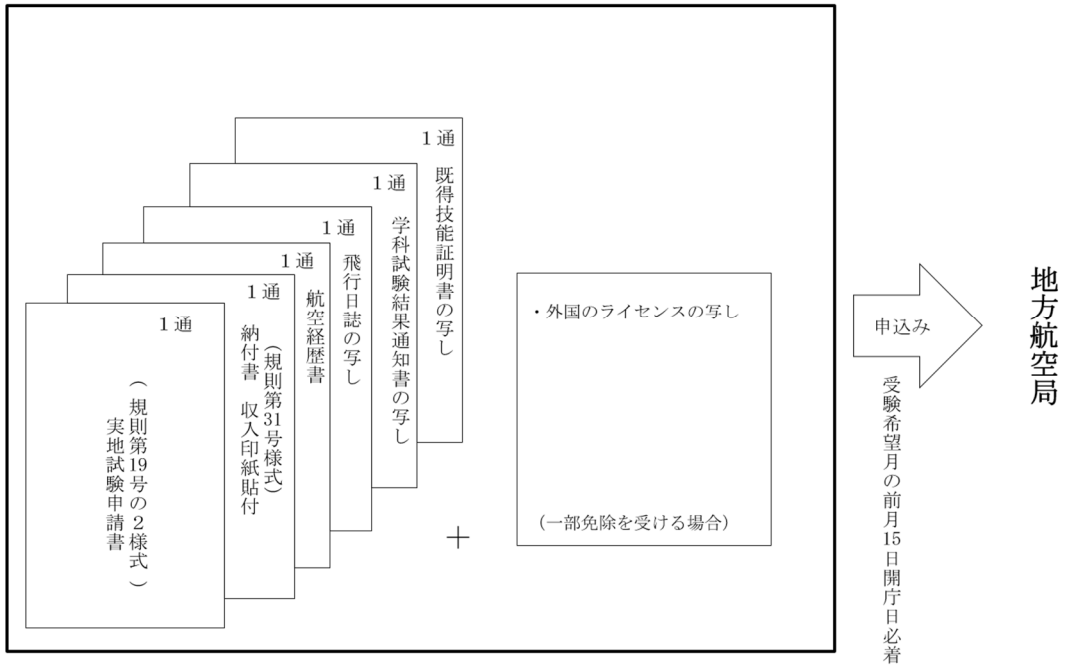 1通
既得技能証明書の写し
1通
学科試験結果通知書の写し
1通
飛行日誌の写し
1通
航空経歴書
1通
(規則第31号様式)
納付書 収入印紙貼付
1通
(規則第19号の2様式)
実地試験申請書
+
・外国のライセンスの写し
(一部免除を受ける場合)
申込み
受験希望月の前月15日開庁日必着
地方航空局